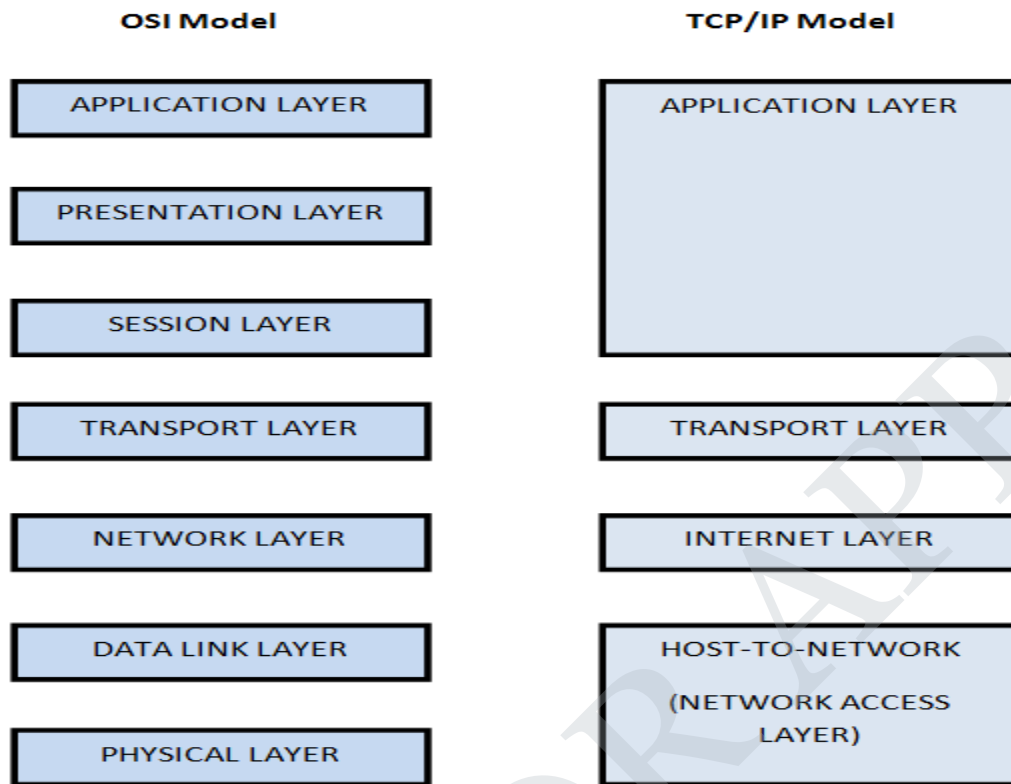 OSI Model
TCP/IP Model
APPLICATION LAYER
PRESENTATION LAYER
SESSION LAYER
TRANSPORT LAYER
NETWORK LAYER
DATA LINK LAYER
PHYSICAL LAYER
APPLICATION LAYER
TRANSPORT LAYER
INTERNET LAYER
HOST-TO-NETWORK
(NETWORK ACCESS
LAYER)